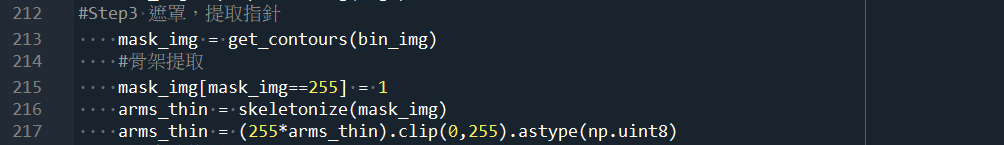 212 #Step3 遮罩，提取指針
213 mask_img = get_contours(bin_img)
214 #骨架提取
215 mask_img[mask_img==255] = 1
216 arms_thin = skeletonize(mask_img)
217 arms_thin = (255*arms_thin).clip(0,255).astype(np.uint8)